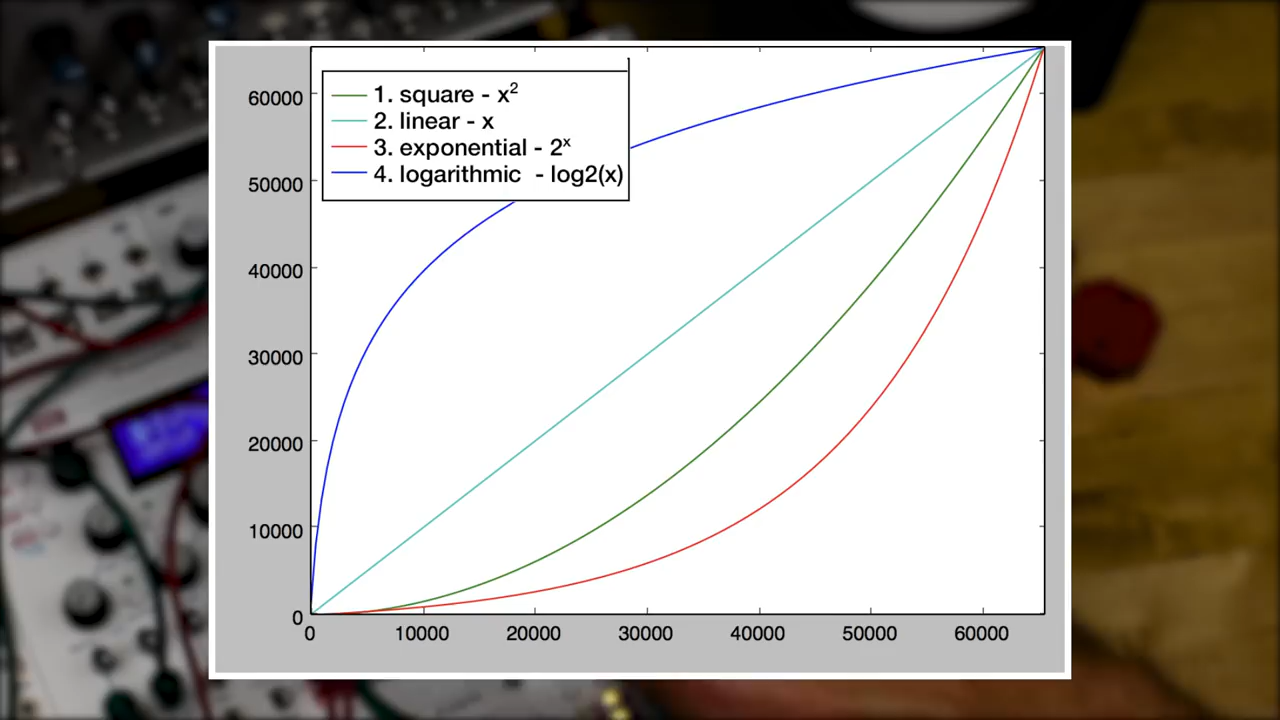 1. square - x²
2. linear - x
3. exponential - 2ˣ
4. logarithmic - log2(x)
60000
50000
40000
30000
20000
10000
0
0 10000 20000 30000 40000 50000 60000